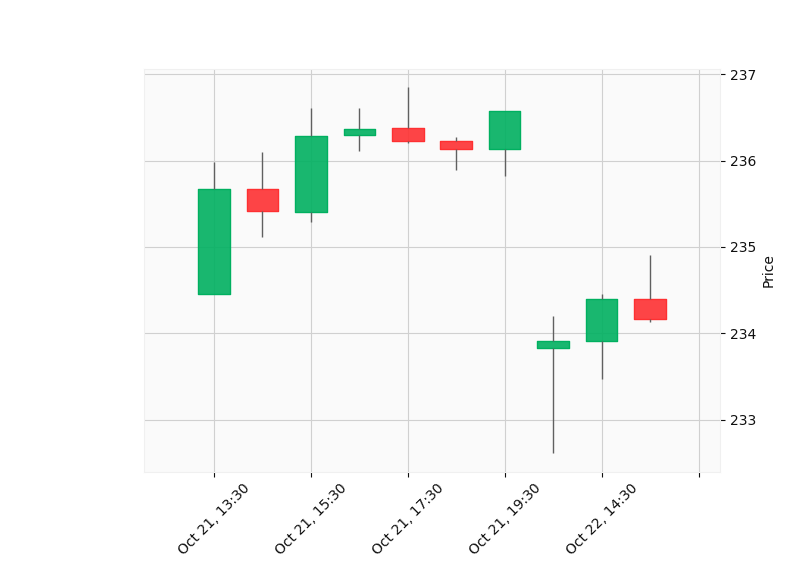 237
236
235
234
233
Price
Oct 21, 13:30
Oct 21, 15:30
Oct 21, 17:30
Oct 21, 19:30
Oct 22, 14:30